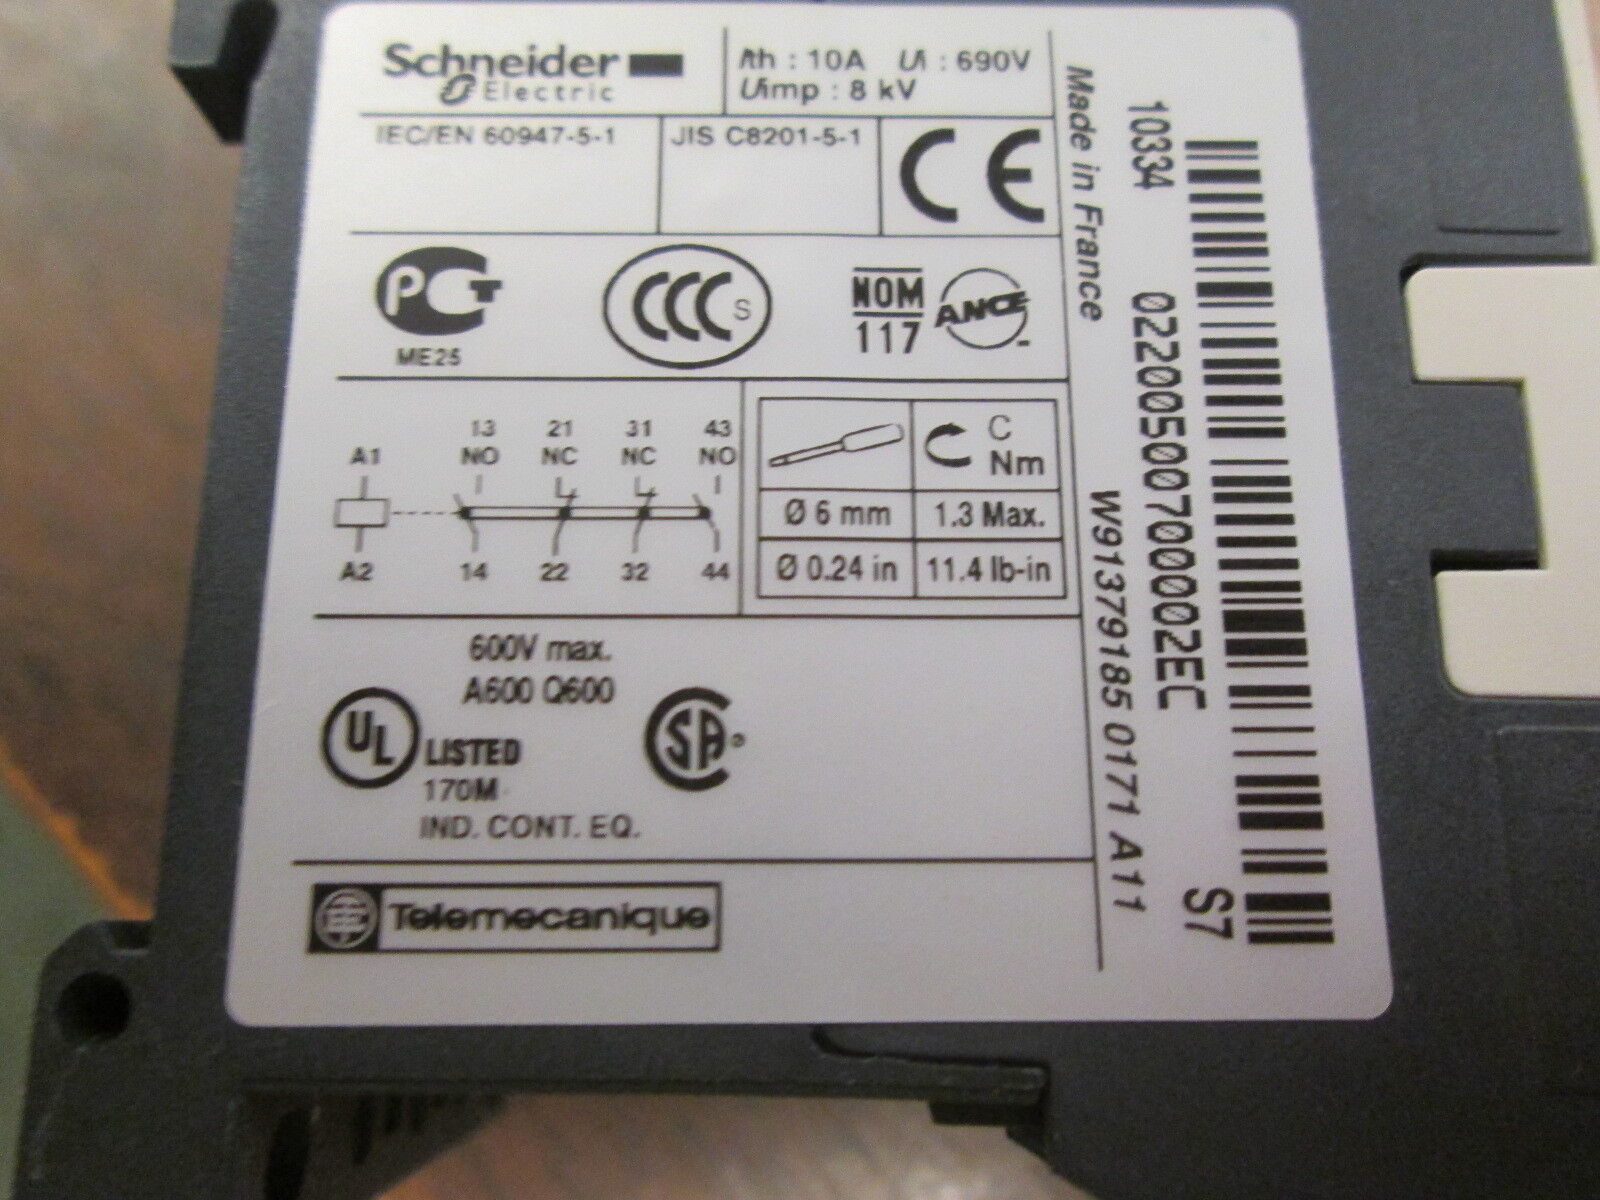 Schneider
Electric
Ith : 10A Ui : 690V
Uimp : 8 kV
IEC/EN 60947-5-1
JIS C8201-5-1
CE
PCT
ME25
CCC S
NOM
117
ANCE
13 21 31 43
A1 NO NC NC NO
A2 14 22 32 44
C
Nm
Ø 6 mm 1.3 Max.
Ø 0.24 in 11.4 lb-in
600V max.
A600 Q600
UL LISTED
170M
IND. CONT. EQ.
SA
Telemecanique
Made in France
W9137918501 71 A11
10334 02200500700002EC S7